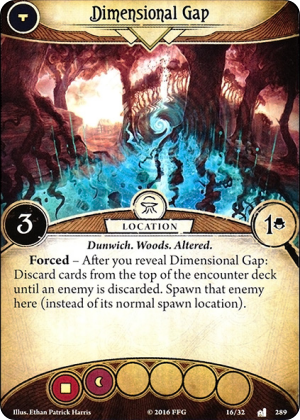 Dimensional Gap
3
LOCATION
1
Dunwich. Woods. Altered.
Forced – After you reveal Dimensional Gap:
Discard cards from the top of the encounter deck
until an enemy is discarded. Spawn that enemy
here (instead of its normal spawn location).
Illus. Ethan Patrick Harris
© 2016 FFG
16/32
289